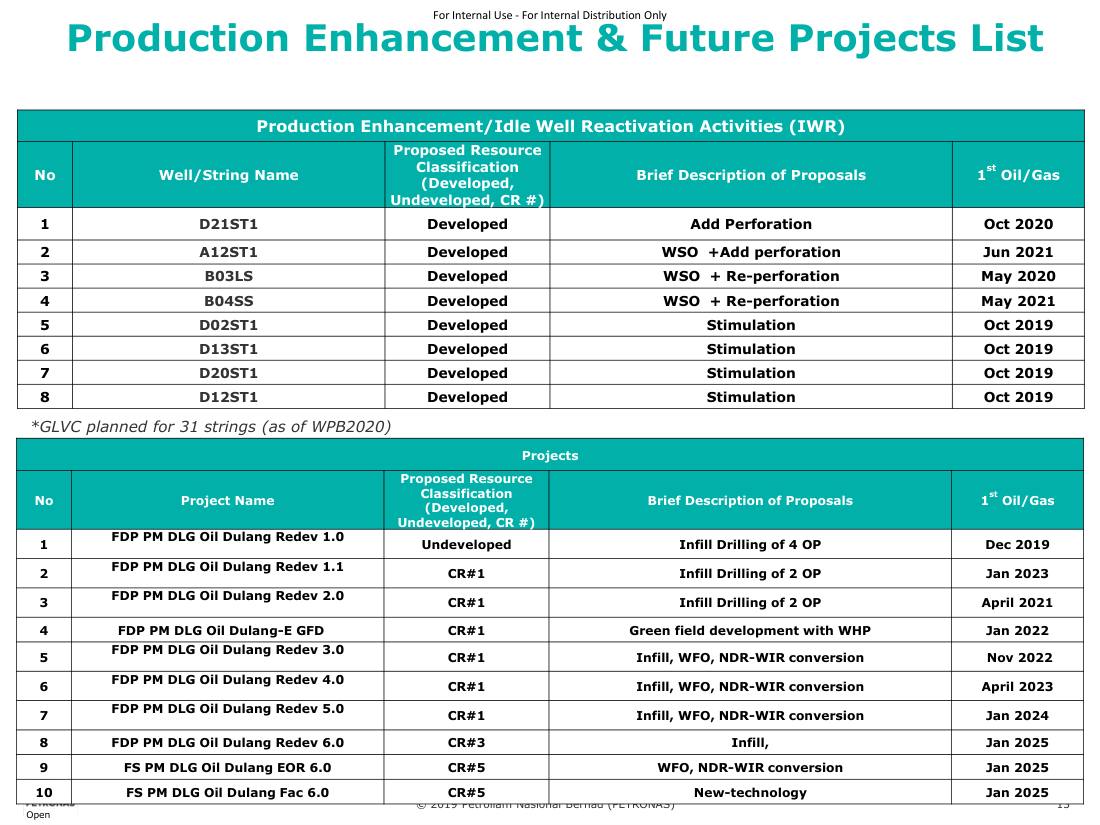 For Internal Use - For Internal Distribution Only
Production Enhancement & Future Projects List
Production Enhancement/Idle Well Reactivation Activities (IWR)
No Well/String Name Proposed Resource Classification (Developed, Undeveloped, CR #) Brief Description of Proposals 1st Oil/Gas
1 D21ST1 Developed Add Perforation Oct 2020
2 A12ST1 Developed WSO +Add perforation Jun 2021
3 B03LS Developed WSO + Re-perforation May 2020
4 B04SS Developed WSO + Re-perforation May 2021
5 D02ST1 Developed Stimulation Oct 2019
6 D13ST1 Developed Stimulation Oct 2019
7 D20ST1 Developed Stimulation Oct 2019
8 D12ST1 Developed Stimulation Oct 2019
*GLVC planned for 31 strings (as of WPB2020)
Projects
No Project Name Proposed Resource Classification (Developed, Undeveloped, CR #) Brief Description of Proposals 1st Oil/Gas
1 FDP PM DLG Oil Dulang Redev 1.0 Undeveloped Infill Drilling of 4 OP Dec 2019
2 FDP PM DLG Oil Dulang Redev 1.1 CR#1 Infill Drilling of 2 OP Jan 2023
3 FDP PM DLG Oil Dulang Redev 2.0 CR#1 Infill Drilling of 2 OP April 2021
4 FDP PM DLG Oil Dulang-E GFD CR#1 Green field development with WHP Jan 2022
5 FDP PM DLG Oil Dulang Redev 3.0 CR#1 Infill, WFO, NDR-WIR conversion Nov 2022
6 FDP PM DLG Oil Dulang Redev 4.0 CR#1 Infill, WFO, NDR-WIR conversion April 2023
7 FDP PM DLG Oil Dulang Redev 5.0 CR#1 Infill, WFO, NDR-WIR conversion Jan 2024
8 FDP PM DLG Oil Dulang Redev 6.0 CR#3 Infill, Jan 2025
9 FS PM DLG Oil Dulang EOR 6.0 CR#5 WFO, NDR-WIR conversion Jan 2025
10 FS PM DLG Oil Dulang Fac 6.0 CR#5 New-technology Jan 2025
PETRONAS © 2019 Petroliam Nasional Berhad (PETRONAS)
Open